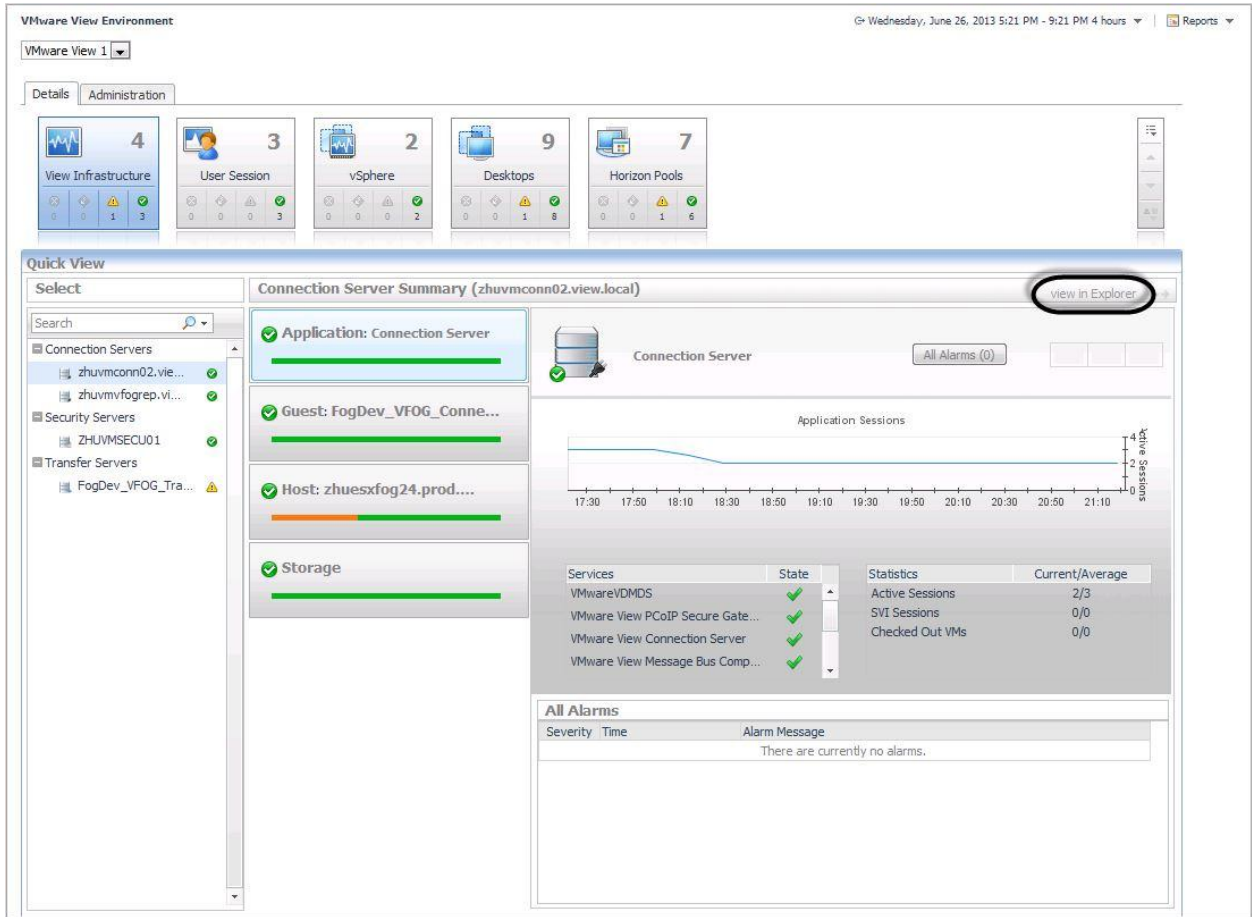 VMware View Environment
Wednesday, June 26, 2013 5:21 PM - 9:21 PM 4 hours
Reports
VMware View 1
Details
Administration
4
View Infrastructure
0 0 1 3
3
User Session
0 0 0 3
2
vSphere
0 0 0 2
9
Desktops
0 0 1 8
7
Horizon Pools
0 0 1 6
Quick View
Select
Search
Connection Servers
zhuvmconn02.vie...
zhuvmvfogrep.vi...
Security Servers
ZHUVMSECU01
Transfer Servers
FogDev_VFOG_Tra...
Connection Server Summary (zhuvmconn02.view.local)
view in Explorer
Application: Connection Server
Guest: FogDev_VFOG_Conne...
Host: zhuesxfog24.prod....
Storage
Connection Server
All Alarms (0)
Application Sessions
4
2
0
Active Sessions
17:30 17:50 18:10 18:30 18:50 19:10 19:30 19:50 20:10 20:30 20:50 21:10
Services State
VMwareVDMDS
VMware View PCoIP Secure Gate...
VMware View Connection Server
VMware View Message Bus Comp...
Statistics Current/Average
Active Sessions 2/3
SVI Sessions 0/0
Checked Out VMs 0/0
All Alarms
Severity Time Alarm Message
There are currently no alarms.